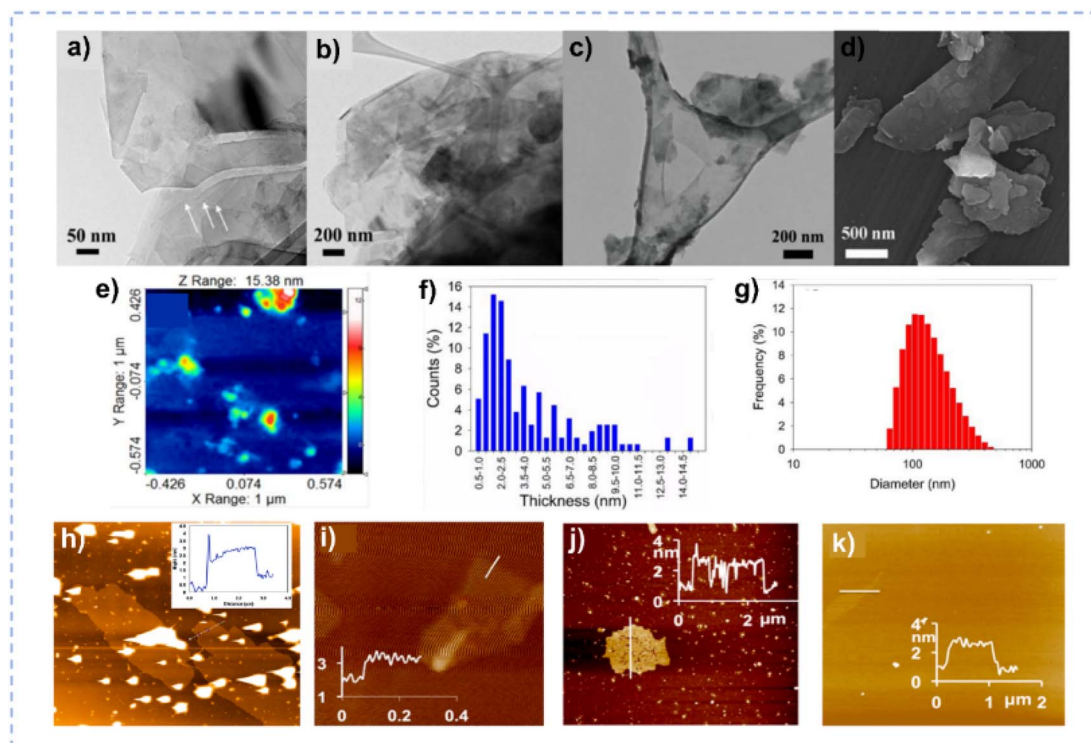 a)
50 nm
b)
200 nm
c)
200 nm
d)
500 nm
e)
Z Range: 15.38 nm
0.426
-0.074
-0.574
Y Range: 1 µm
-0.426 0.074 0.574
X Range: 1 µm
f)
16
14
12
10
8
6
4
2
0
Counts (%)
0.5-1.0
2.0-2.5
3.5-4.0
5.0-5.5
6.5-7.0
8.0-8.5
9.5-10.0
11.0-11.5
12.5-13.0
14.0-14.5
Thickness (nm)
g)
14
12
10
8
6
4
2
0
Frequency (%)
10 100 1000
Diameter (nm)
h)
Distance (µm)
i)
3
1
0 0.2 0.4
j)
4
nm
2
0
0 2 µm
k)
4
nm
2
0
0 1 µm 2